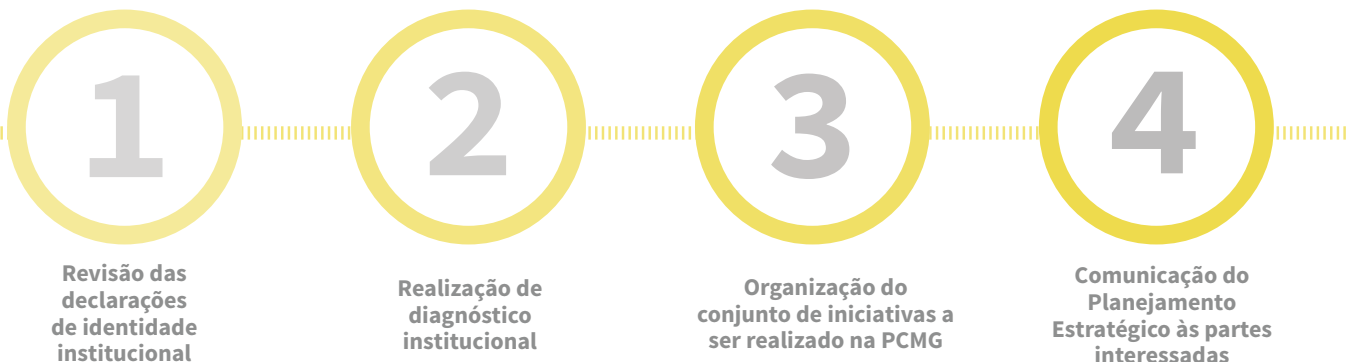 1
Revisão das
declarações
de identidade
institucional
2
Realização de
diagnóstico
institucional
3
Organização do
conjunto de iniciativas a
ser realizado na PCMG
4
Comunicação do
Planejamento
Estratégico às partes
interessadas